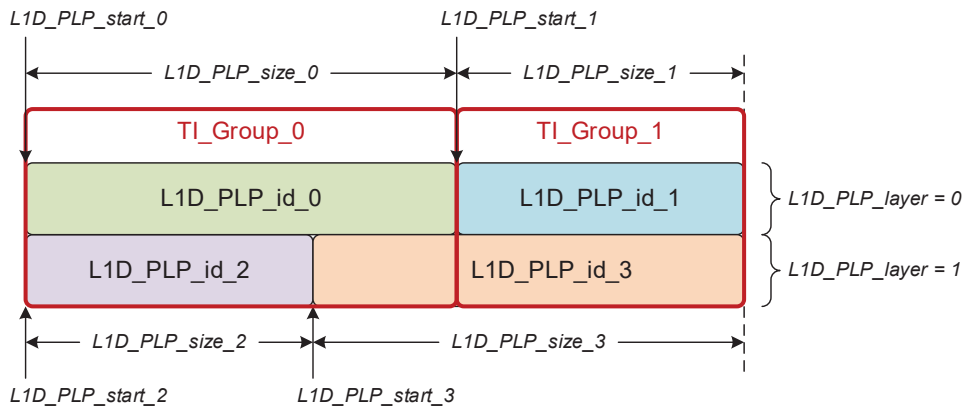 L1D_PLP_start_0 L1D_PLP_start_1
L1D_PLP_size_0 L1D_PLP_size_1
TI_Group_0 TI_Group_1
L1D_PLP_id_0 L1D_PLP_id_1 L1D_PLP_layer = 0
L1D_PLP_id_2 L1D_PLP_id_3 L1D_PLP_layer = 1
L1D_PLP_size_2 L1D_PLP_size_3
L1D_PLP_start_2 L1D_PLP_start_3